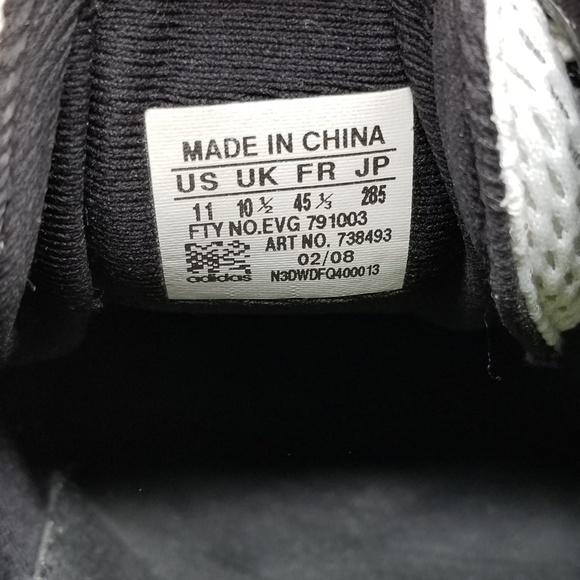 MADE IN CHINA
US UK FR JP
11 10 ½ 45 ⅓ 285
FTY NO.EVG 791003
ART NO. 738493
02/08
adidas N3DWDFQ400013